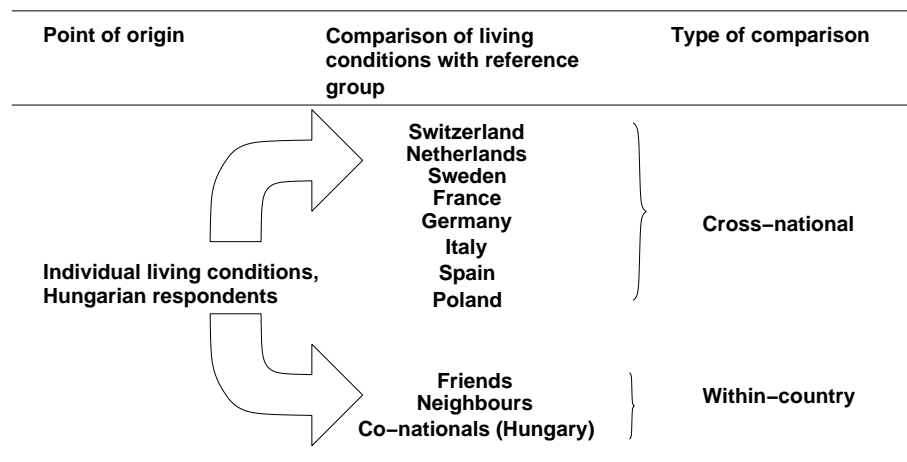 Point of origin
Comparison of living
conditions with reference
group
Type of comparison
Switzerland
Netherlands
Sweden
France
Germany
Italy
Spain
Poland
Cross–national
Individual living conditions,
Hungarian respondents
Friends
Neighbours
Co–nationals (Hungary)
Within–country